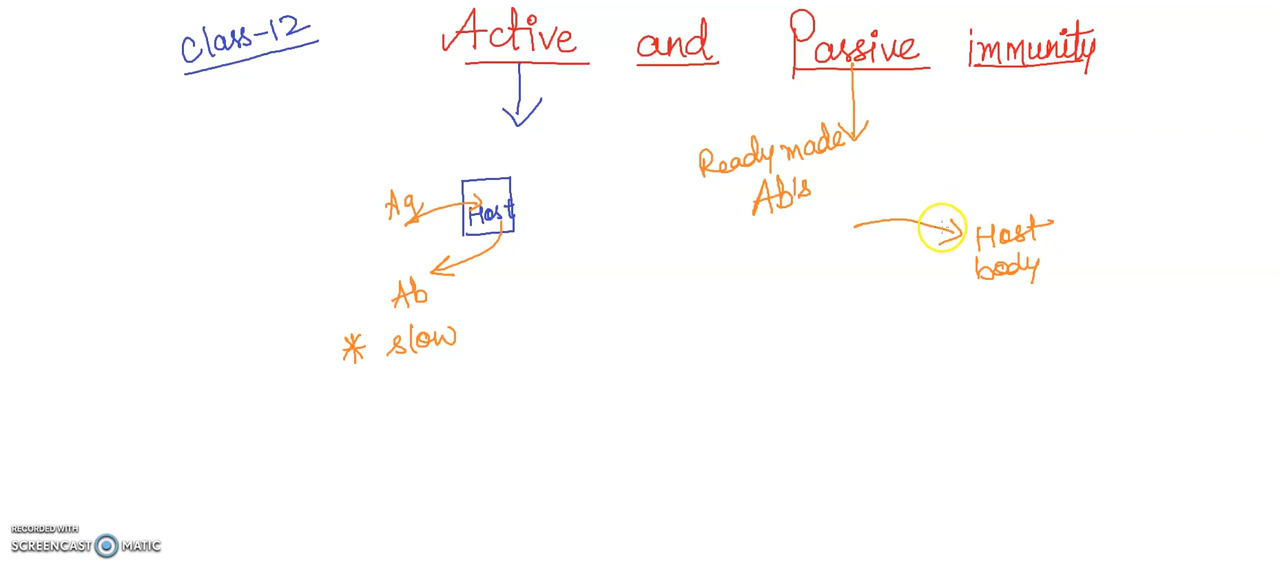 Class-12
Active and Passive immunity
Ready made
Ab's
Ag
Host
Host
body
Ab
* slow
RECORDED WITH
SCREENCAST MATIC